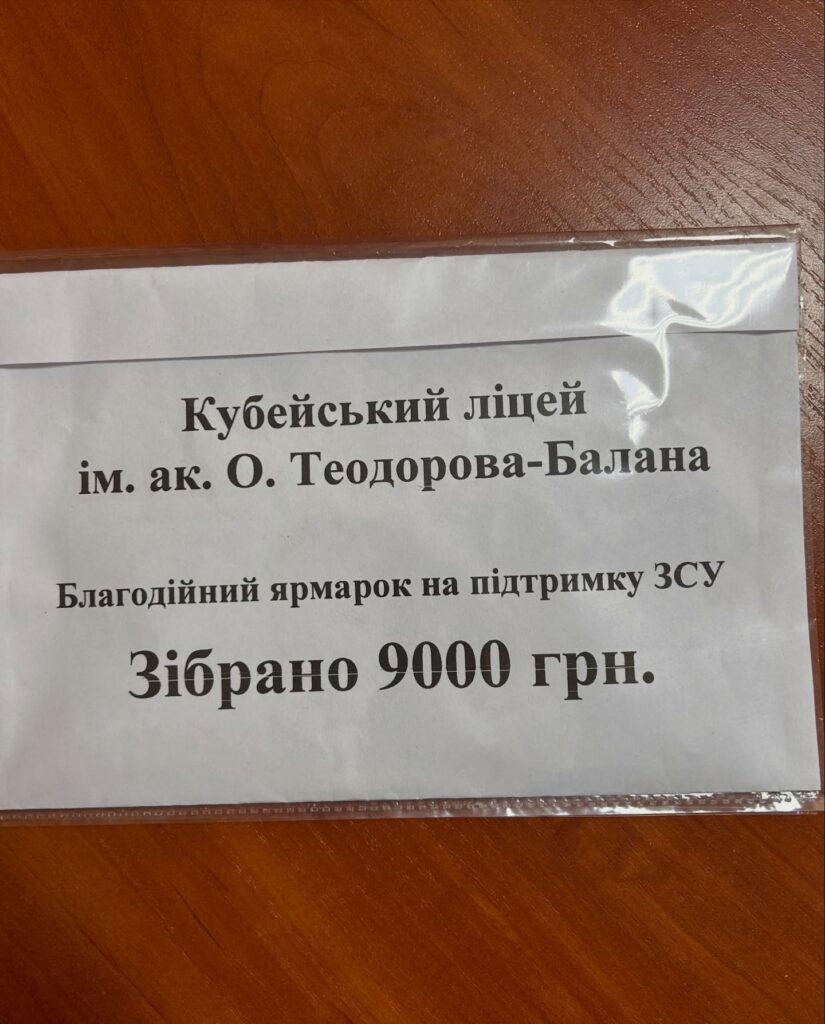 Кубейський ліцей
ім. ак. О. Теодорова-Балана
Благодійний ярмарок на підтримку ЗСУ
Зібрано 9000 грн.